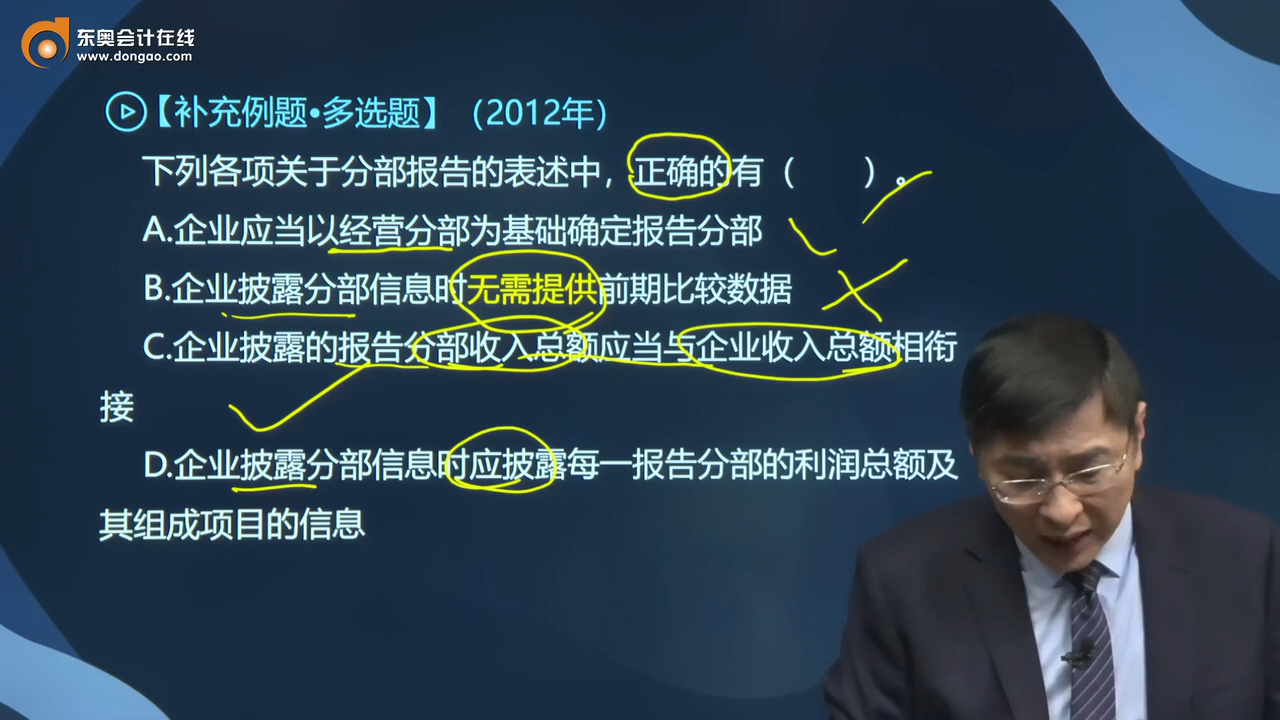 东奥会计在线
www.dongao.com
【补充例题•多选题】（2012年）
下列各项关于分部报告的表述中，正确的有（　　）。
A.企业应当以经营分部为基础确定报告分部
B.企业披露分部信息时无需提供前期比较数据
C.企业披露的报告分部收入总额应当与企业收入总额相衔
接
D.企业披露分部信息时应披露每一报告分部的利润总额及
其组成项目的信息